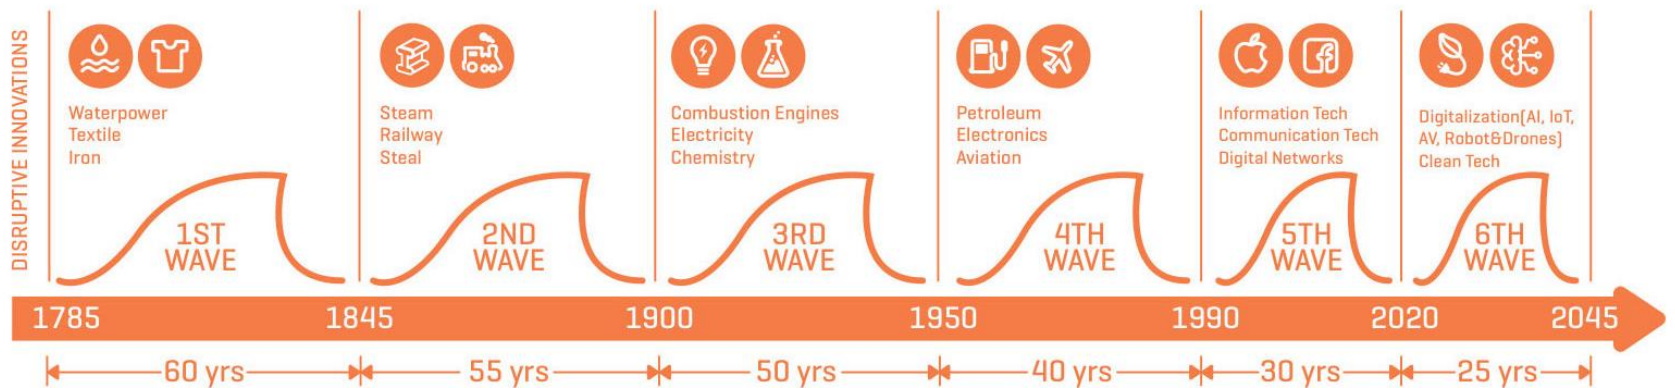 DISRUPTIVE INNOVATIONS
Waterpower
Textile
Iron
1ST
WAVE
Steam
Railway
Steal
2ND
WAVE
Combustion Engines
Electricity
Chemistry
3RD
WAVE
Petroleum
Electronics
Aviation
4TH
WAVE
Information Tech
Communication Tech
Digital Networks
5TH
WAVE
Digitalization(AI, IoT,
AV, Robot&Drones)
Clean Tech
6TH
WAVE
1785 1845 1900 1950 1990 2020 2045
60 yrs 55 yrs 50 yrs 40 yrs 30 yrs 25 yrs